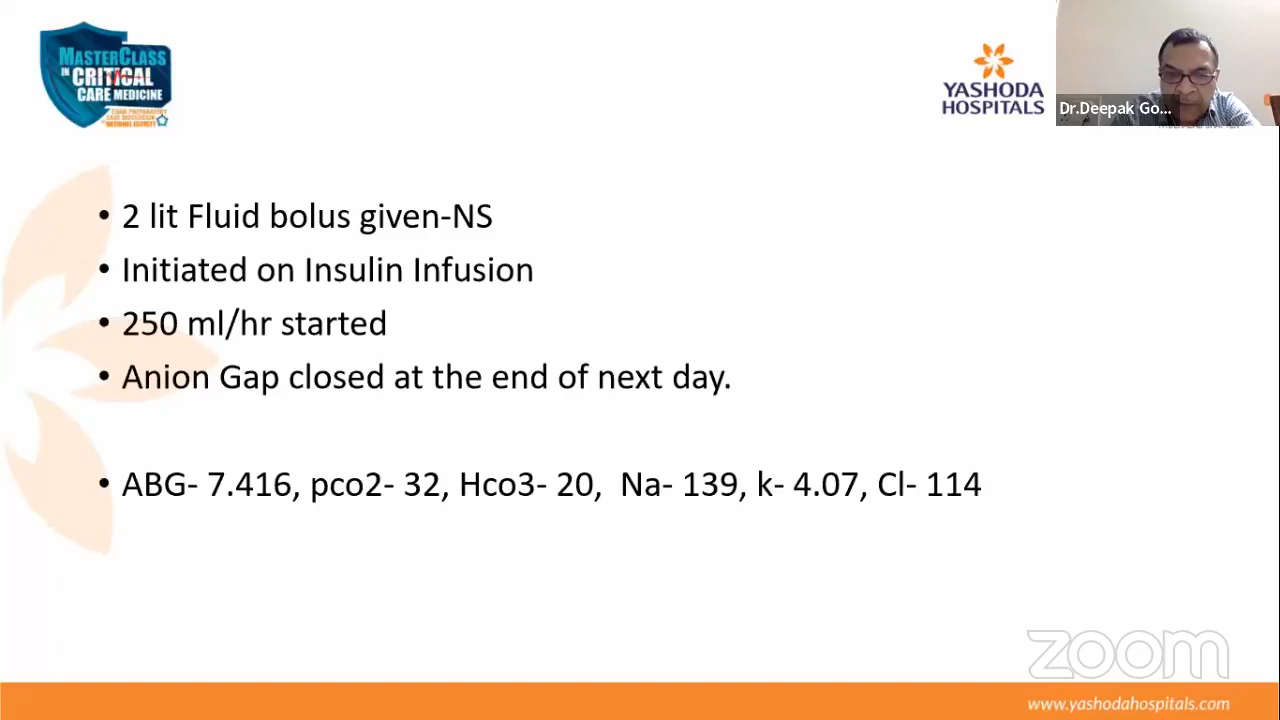 MASTERCLASS
IN CRITICAL
CARE MEDICINE
YASHODA
HOSPITALS
Dr.Deepak Go...
• 2 lit Fluid bolus given-NS
• Initiated on Insulin Infusion
• 250 ml/hr started
• Anion Gap closed at the end of next day.
• ABG- 7.416, pco2- 32, Hco3- 20,  Na- 139, k- 4.07, Cl- 114
zoom
www.yashodahospitals.com